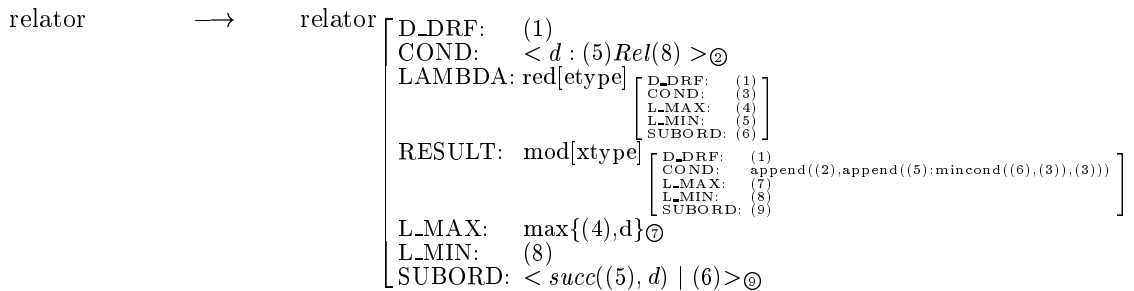 relator ⟶ relator
D_DRF: (1)
COND: < d : (5)Rel(8) >②
LAMBDA: red[etype]
D_DRF: (1)
COND: (3)
L_MAX: (4)
L_MIN: (5)
SUBORD: (6)
RESULT: mod[xtype]
D_DRF: (1)
COND: append((2),append((5):mincond((6),(3)),(3)))
L_MAX: (7)
L_MIN: (8)
SUBORD: (9)
L_MAX: max{(4),d}⑦
L_MIN: (8)
SUBORD: < succ((5), d) | (6)>⑨